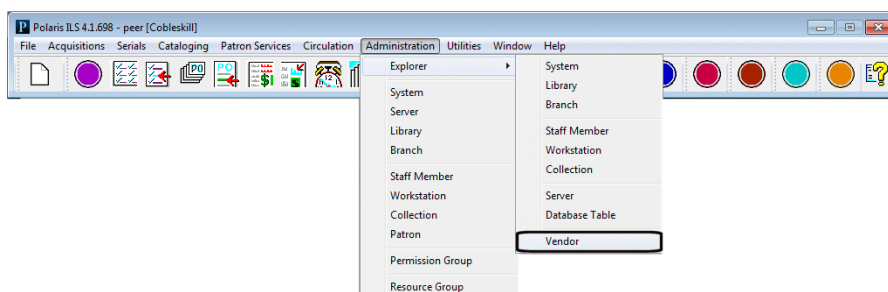 Polaris ILS 4.1.698 - peer [Cobleskill]
File Acquisitions Serials Cataloging Patron Services Circulation Administration Utilities Window Help
PO PO
Explorer
System
Server
Library
Branch
Staff Member
Workstation
Collection
Patron
Permission Group
Resource Group
System
Library
Branch
Staff Member
Workstation
Collection
Server
Database Table
Vendor